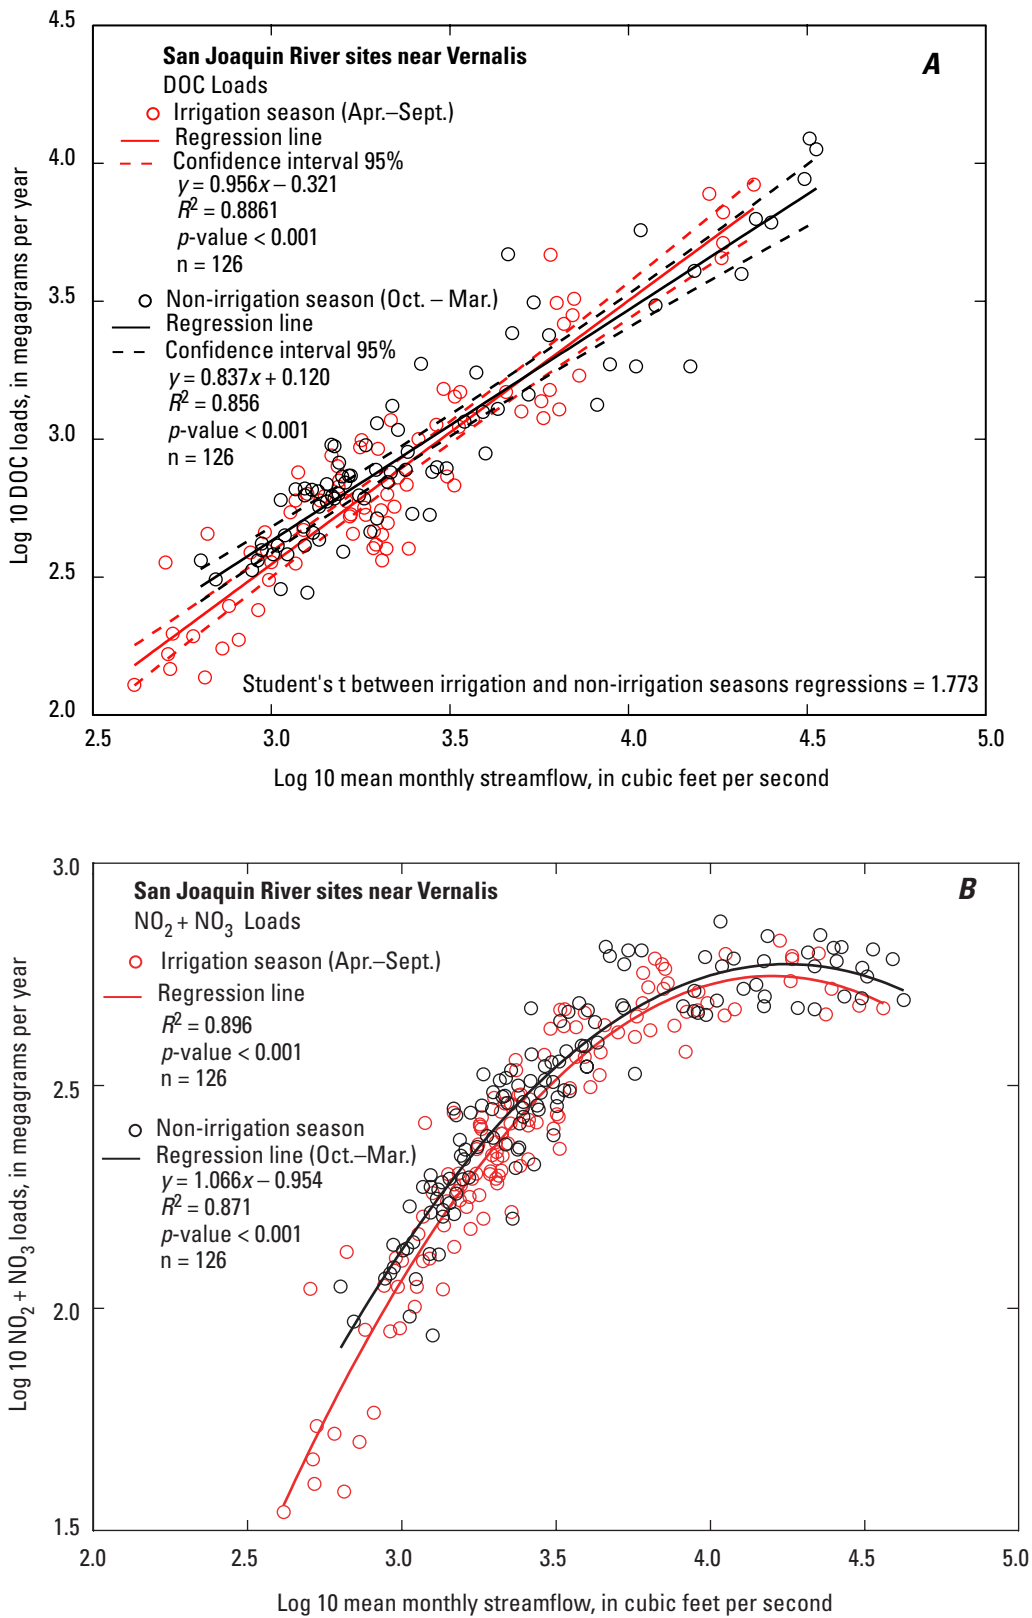 4.5
4.0
3.5
3.0
2.5
2.0
Log 10 DOC loads, in megagrams per year
San Joaquin River sites near Vernalis
A
DOC Loads
Irrigation season (Apr.–Sept.)
Regression line
Confidence interval 95%
y = 0.956x – 0.321
R² = 0.8861
p-value < 0.001
n = 126
Non-irrigation season (Oct. – Mar.)
Regression line
Confidence interval 95%
y = 0.837x + 0.120
R² = 0.856
p-value < 0.001
n = 126
Student's t between irrigation and non-irrigation seasons regressions = 1.773
2.5 3.0 3.5 4.0 4.5 5.0
Log 10 mean monthly streamflow, in cubic feet per second
3.0
2.5
2.0
1.5
Log 10 NO₂ + NO₃ loads, in megagrams per year
San Joaquin River sites near Vernalis
B
NO₂ + NO₃ Loads
Irrigation season (Apr.–Sept.)
Regression line
R² = 0.896
p-value < 0.001
n = 126
Non-irrigation season
Regression line (Oct.–Mar.)
y = 1.066x – 0.954
R² = 0.871
p-value < 0.001
n = 126
2.0 2.5 3.0 3.5 4.0 4.5 5.0
Log 10 mean monthly streamflow, in cubic feet per second